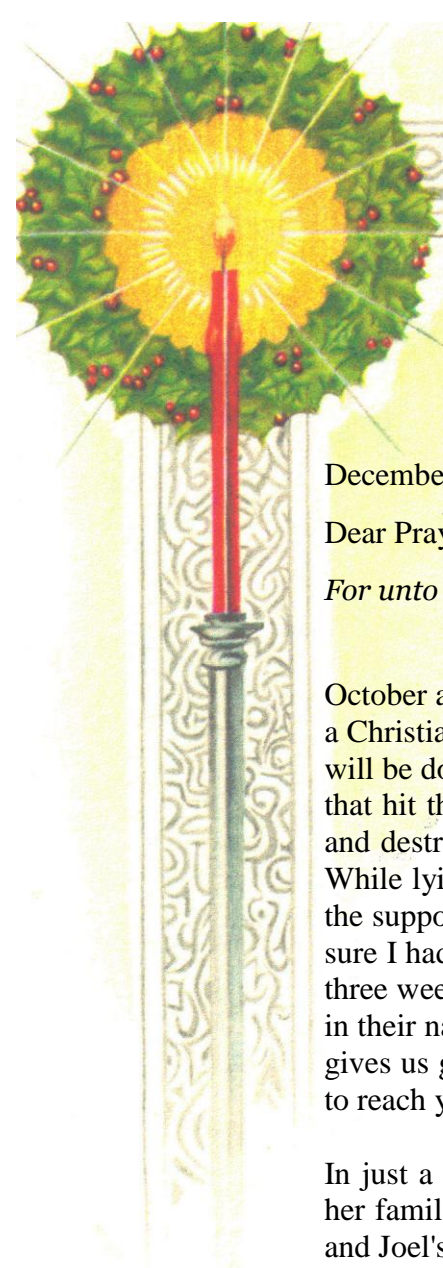 Decembe
Dear Pray
For unto
October a
a Christia
will be do
that hit th
and destr
While lyi
the suppo
sure I had
three wee
in their na
gives us g
to reach y
In just a
her famil
and Joel's